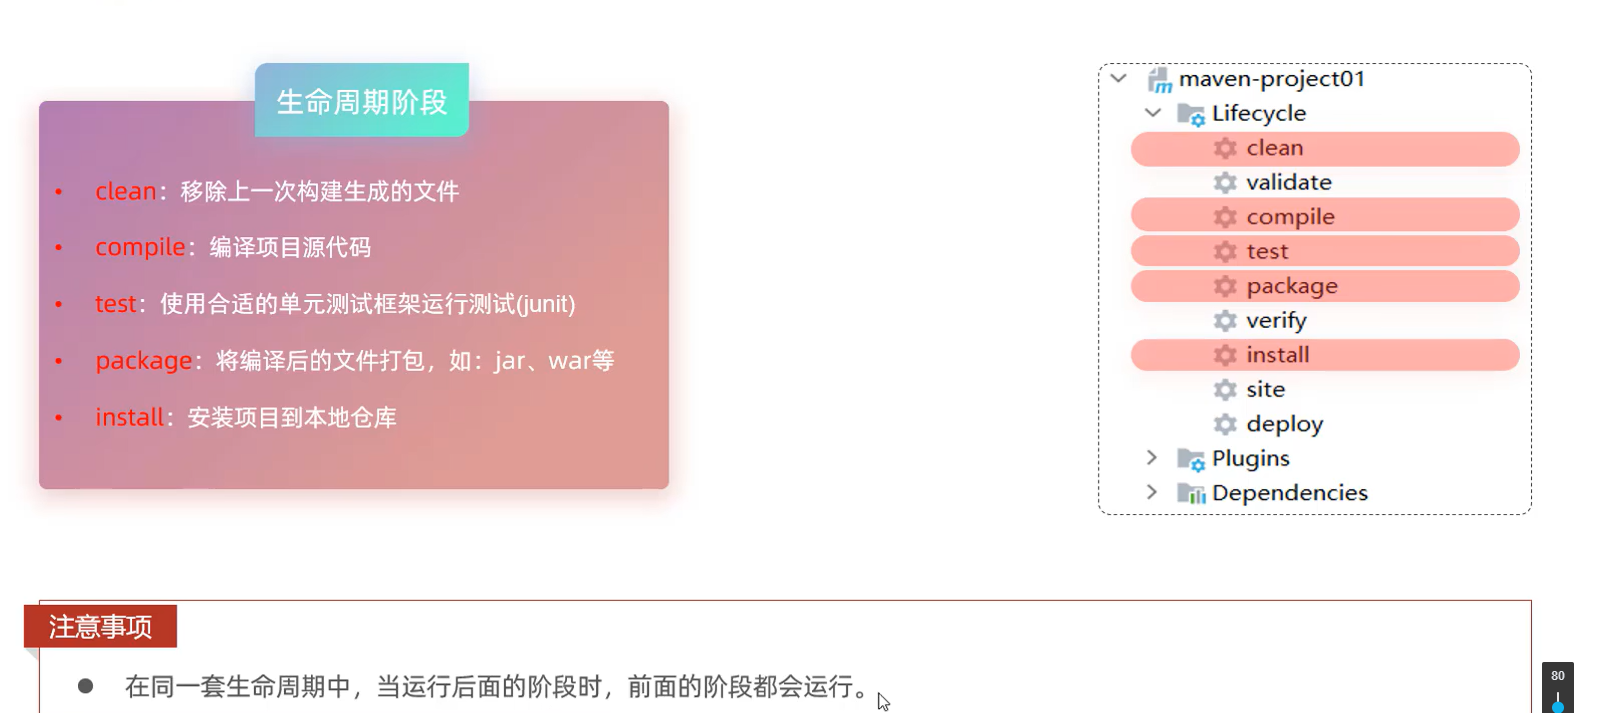 生命周期阶段
• clean：移除上一次构建生成的文件
• compile：编译项目源代码
• test：使用合适的单元测试框架运行测试(junit)
• package：将编译后的文件打包，如：jar、war等
• install：安装项目到本地仓库
maven-project01
Lifecycle
clean
validate
compile
test
package
verify
install
site
deploy
Plugins
Dependencies
注意事项
● 在同一套生命周期中，当运行后面的阶段时，前面的阶段都会运行。
80